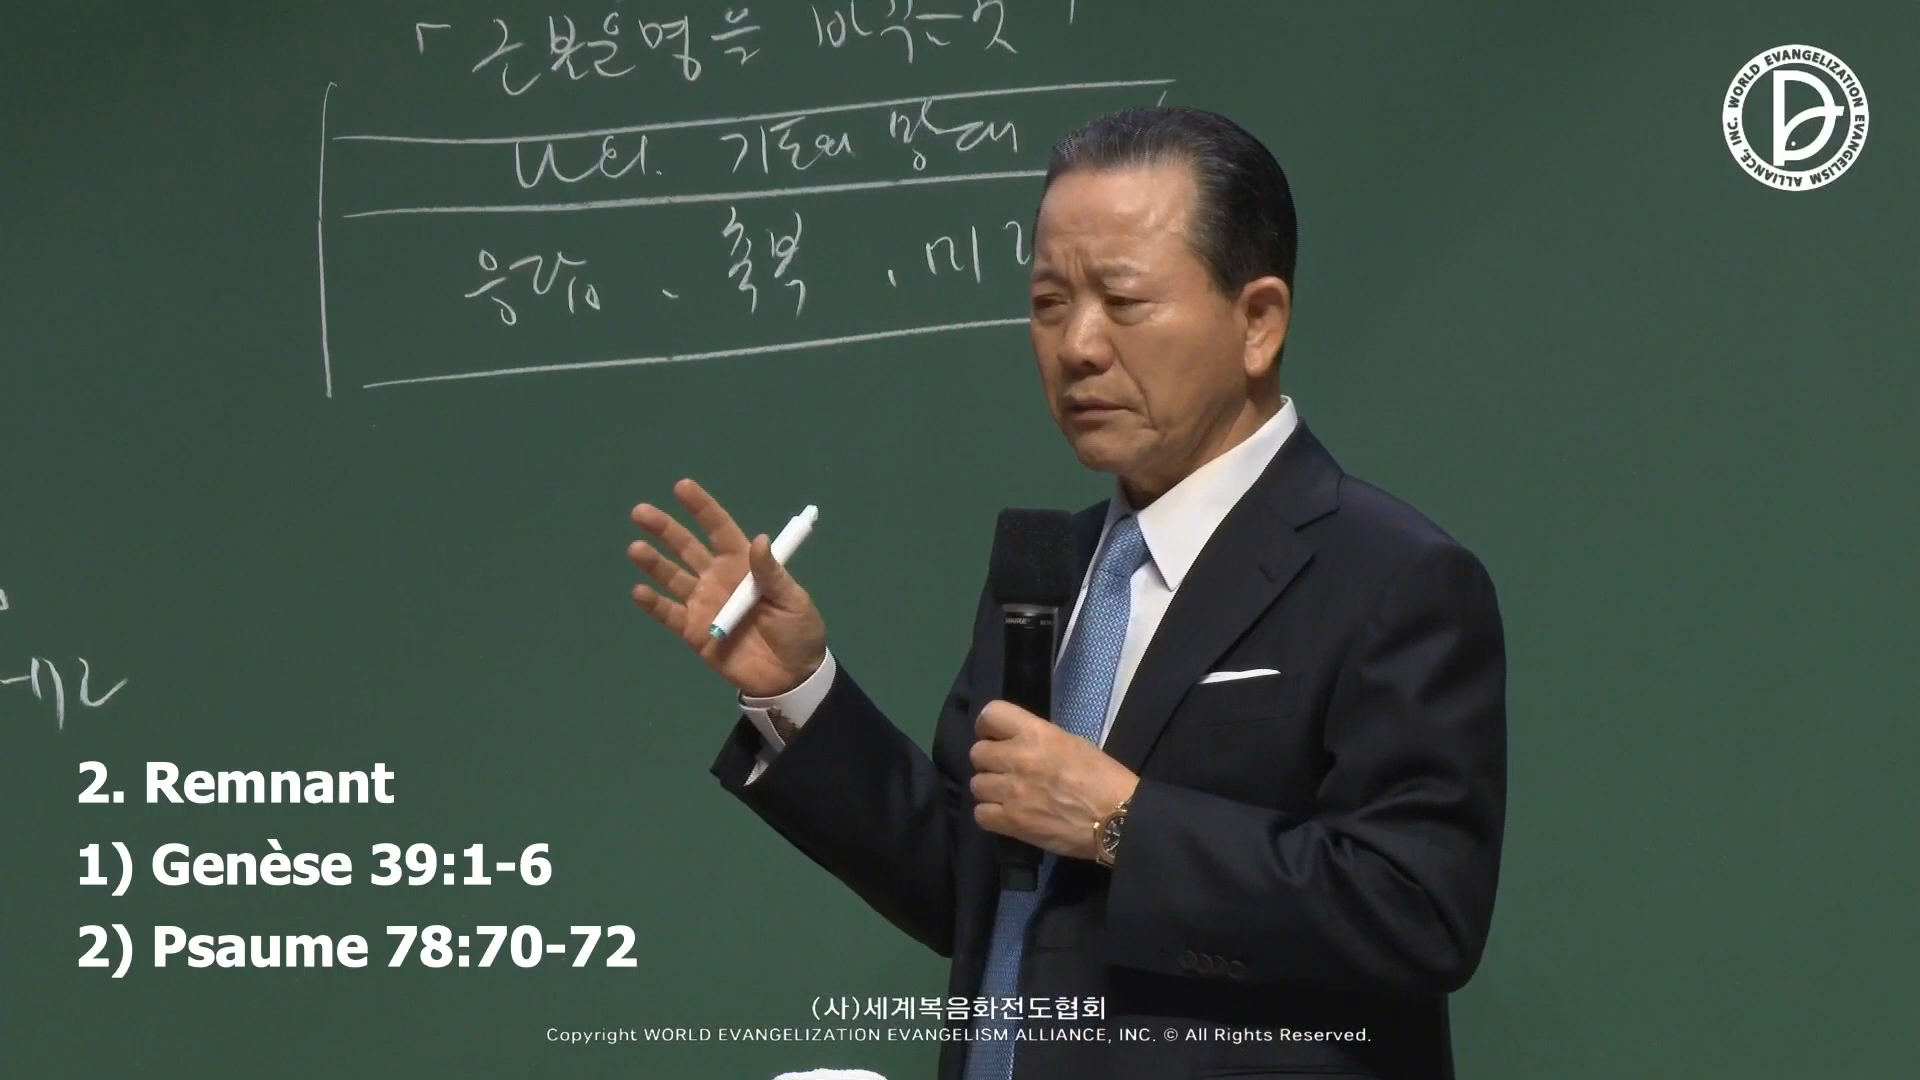 「근본운명을 바꾸는 것」
나의. 기도의 망대
응답、축복、미
-72
WORLD EVANGELIZATION EVANGELISM ALLIANCE, INC.
2. Remnant
1) Genèse 39:1-6
2) Psaume 78:70-72
(사)세계복음화전도협회
Copyright WORLD EVANGELIZATION EVANGELISM ALLIANCE, INC. © All Rights Reserved.